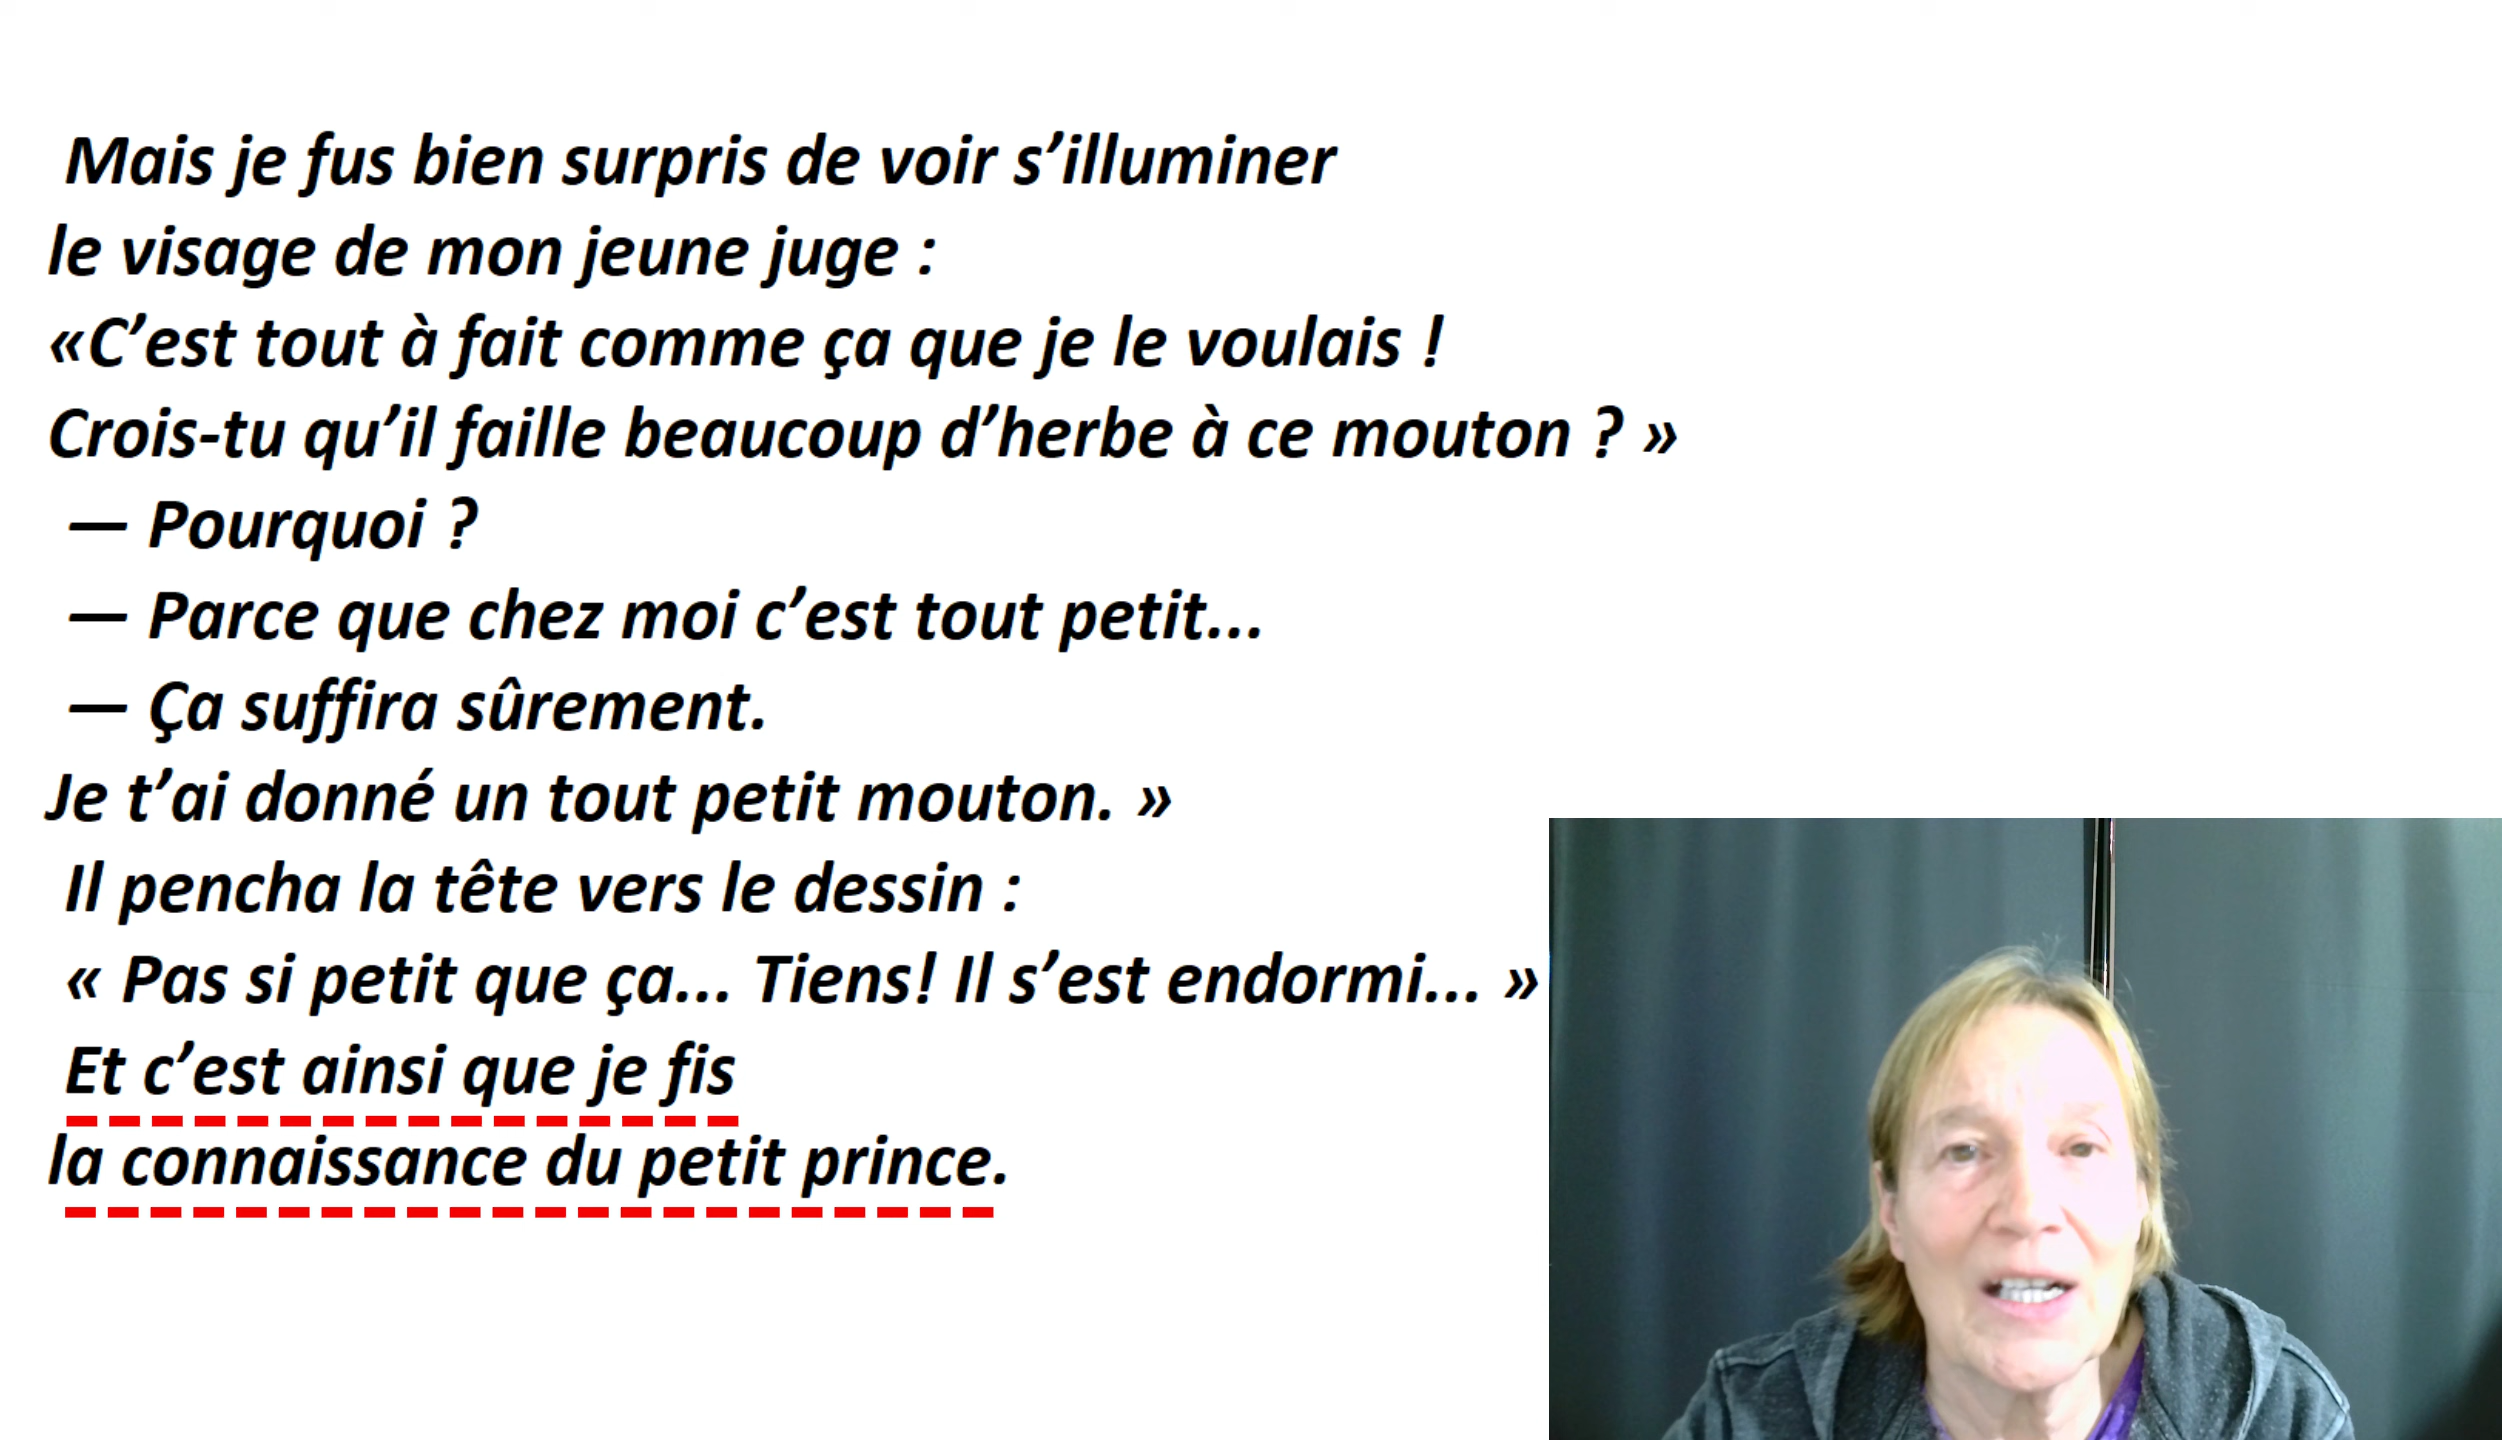 Mais je fus bien surpris de voir s’illuminer
le visage de mon jeune juge :
«C’est tout à fait comme ça que je le voulais !
Crois-tu qu’il faille beaucoup d’herbe à ce mouton ? »
— Pourquoi ?
— Parce que chez moi c’est tout petit...
— Ça suffira sûrement.
Je t’ai donné un tout petit mouton. »
Il pencha la tête vers le dessin :
« Pas si petit que ça... Tiens! Il s’est endormi... »
Et c’est ainsi que je fis
la connaissance du petit prince.